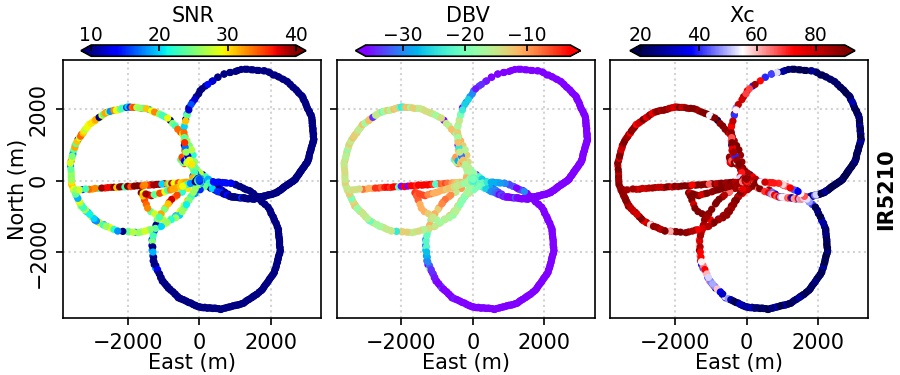 SNR DBV Xc
10 20 30 40 −30 −20 −10 20 40 60 80
2000
0
−2000
North (m)
IR5210
−2000 0 2000 −2000 0 2000 −2000 0 2000
East (m) East (m) East (m)